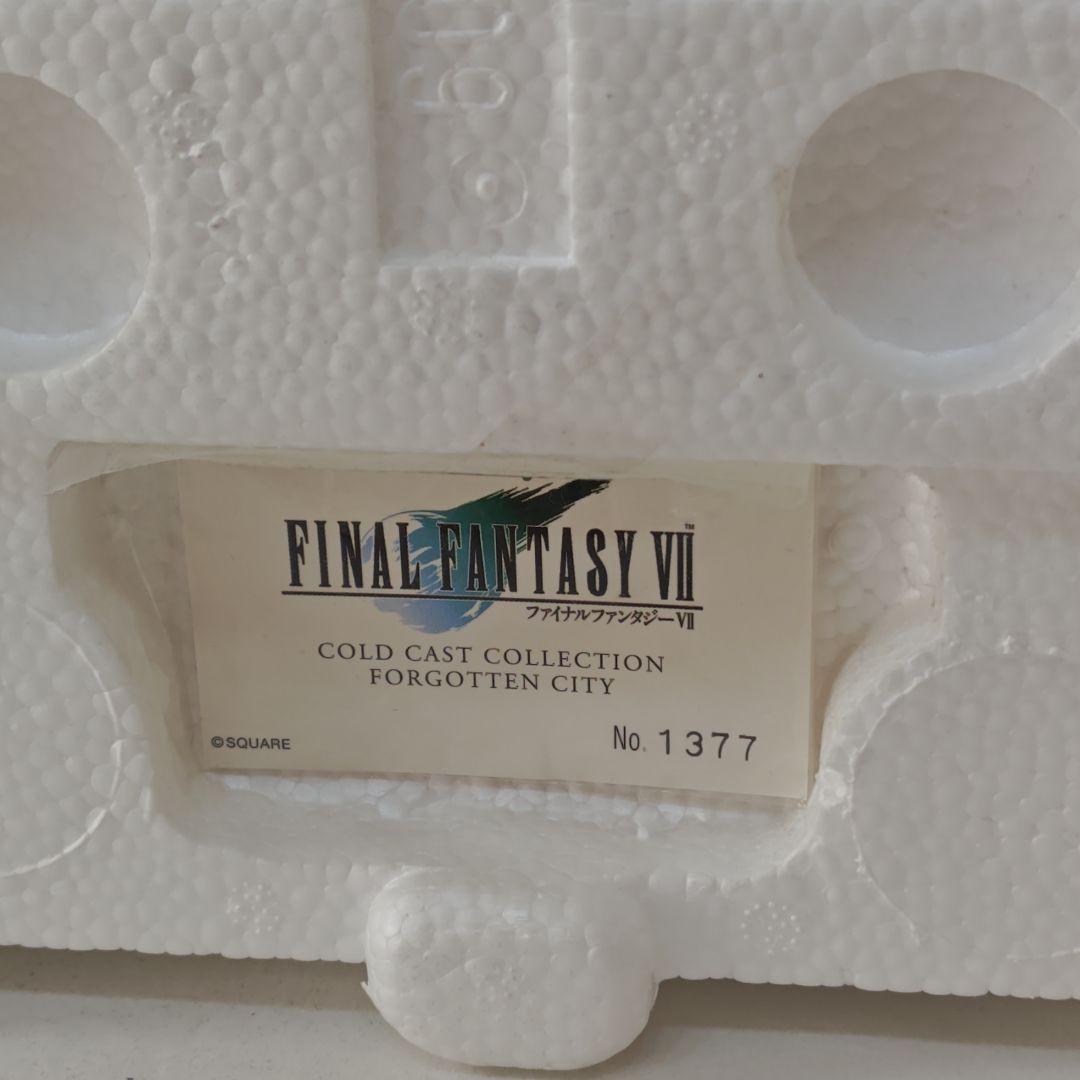 FINAL FANTASY VII™
ファイナルファンタジーVII
COLD CAST COLLECTION
FORGOTTEN CITY
©SQUARE
No. 1377